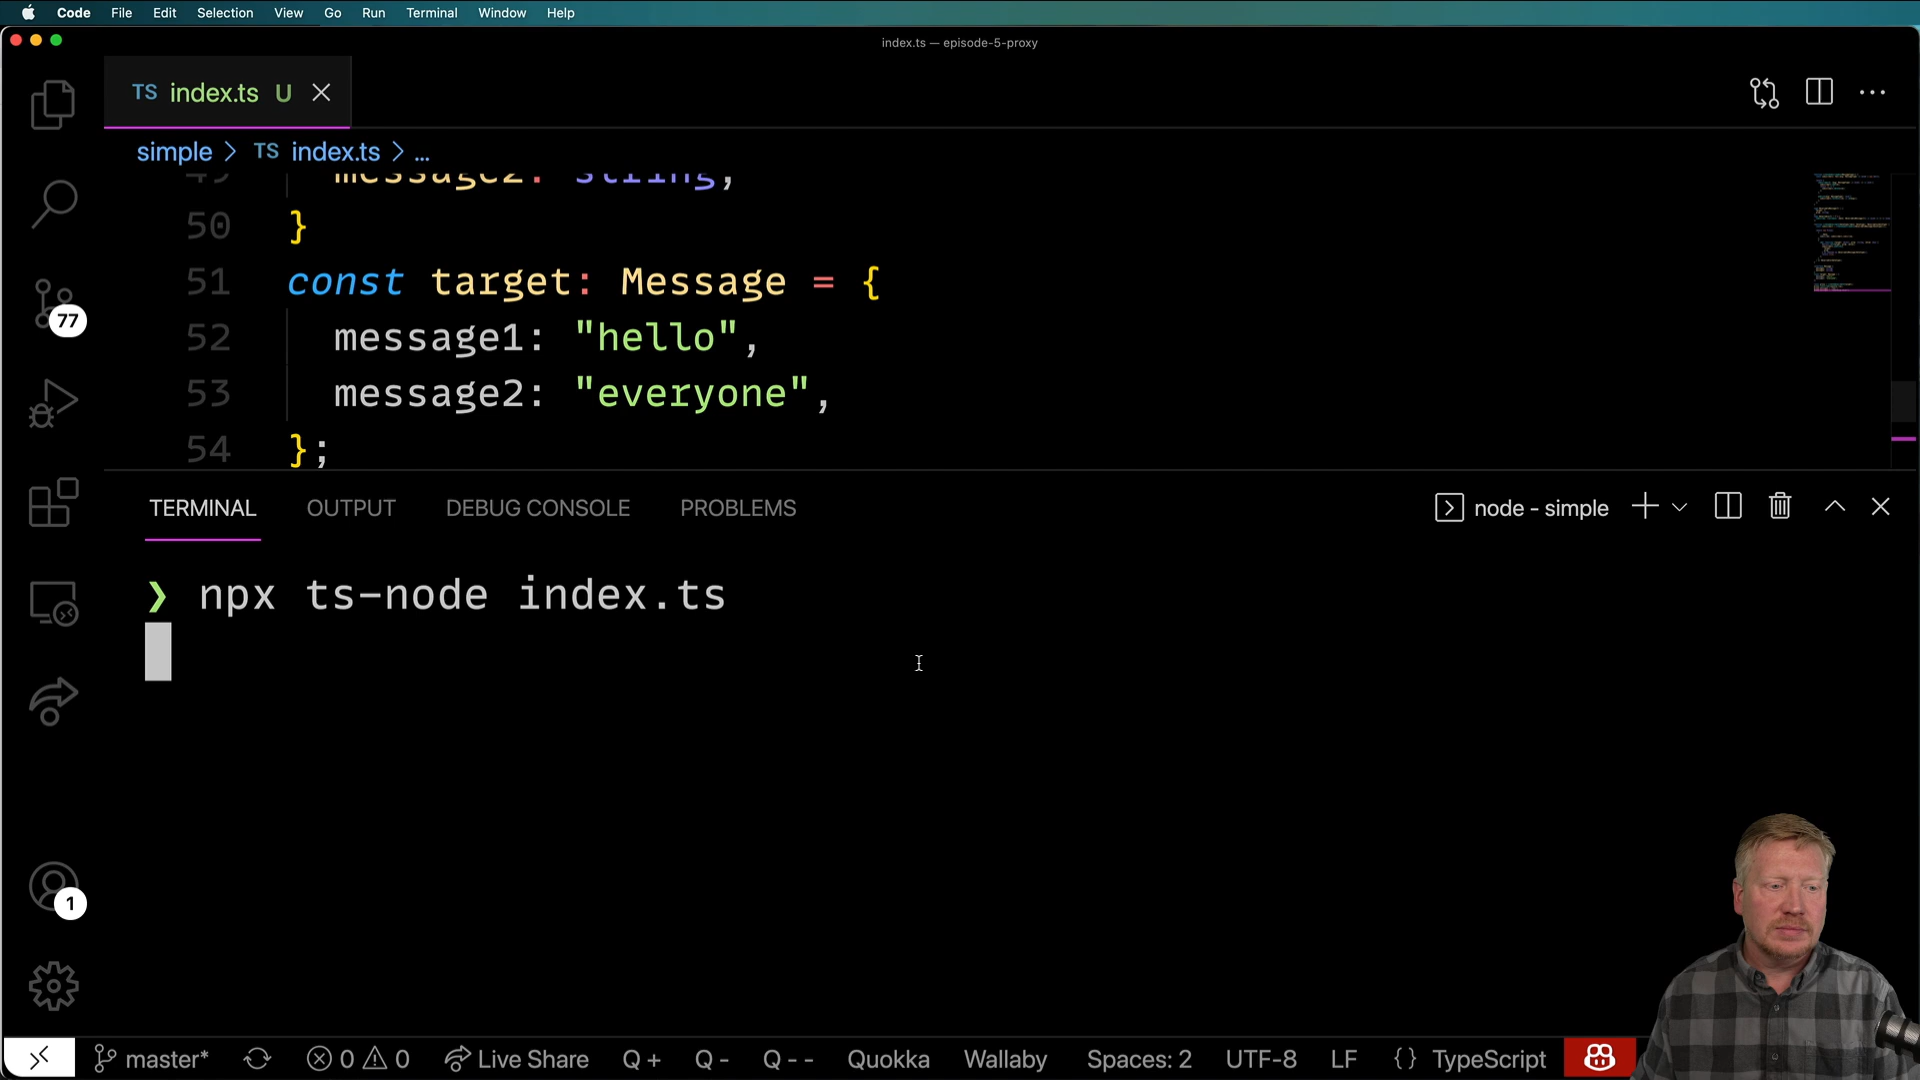 Code File Edit Selection View Go Run Terminal Window Help
index.ts — episode-5-proxy
TS index.ts U
simple > TS index.ts > ...
49 message2: string;
50 }
51 const target: Message = {
52 message1: "hello",
53 message2: "everyone",
54 };
77
TERMINAL OUTPUT DEBUG CONSOLE PROBLEMS
node - simple
❯ npx ts-node index.ts
1
master* 0 0 Live Share Q + Q - Q - - Quokka Wallaby Spaces: 2 UTF-8 LF {} TypeScript